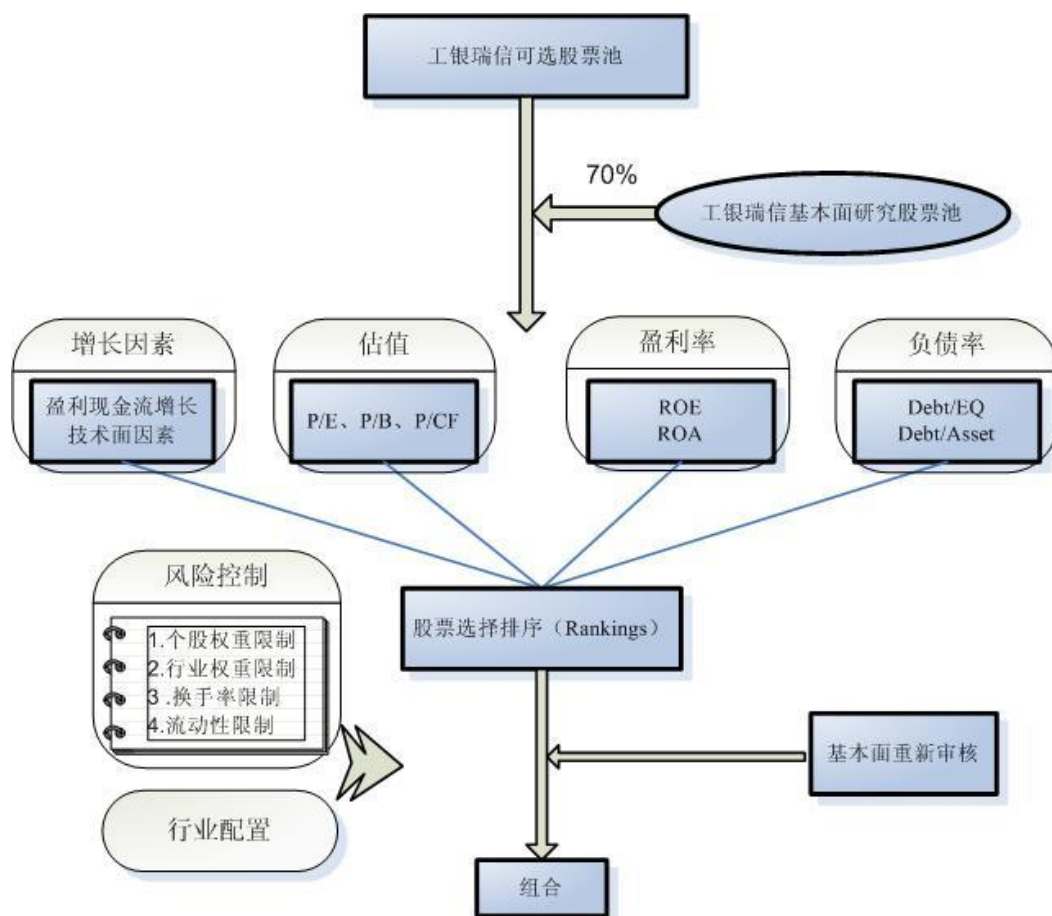 工银瑞信可选股票池
70%
工银瑞信基本面研究股票池
增长因素
盈利现金流增长
技术面因素
估值
P/E、P/B、P/CF
盈利率
ROE
ROA
负债率
Debt/EQ
Debt/Asset
风险控制
1.个股权重限制
2.行业权重限制
3 .换手率限制
4.流动性限制
股票选择排序（Rankings）
基本面重新审核
行业配置
组合